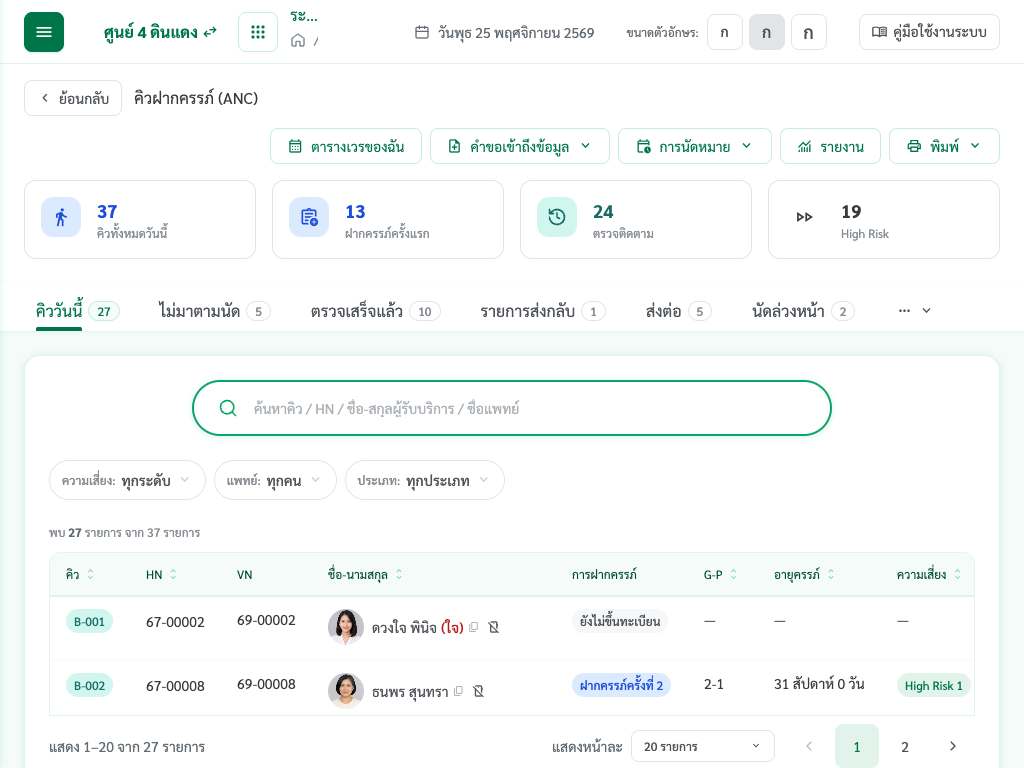 ศูนย์ 4 ดินแดง
ระ...
/
วันพุธ 25 พฤศจิกายน 2569
ขนาดตัวอักษร:
ก
ก
ก
คู่มือใช้งานระบบ
ย้อนกลับ
คิวฝากครรภ์ (ANC)
ตารางเวรของฉัน
คำขอเข้าถึงข้อมูล
การนัดหมาย
รายงาน
พิมพ์
37
คิวทั้งหมดวันนี้
13
ฝากครรภ์ครั้งแรก
24
ตรวจติดตาม
19
High Risk
คิววันนี้ 27
ไม่มาตามนัด 5
ตรวจเสร็จแล้ว 10
รายการส่งกลับ 1
ส่งต่อ 5
นัดล่วงหน้า 2
...
ค้นหาคิว / HN / ชื่อ-สกุลผู้รับบริการ / ชื่อแพทย์
ความเสี่ยง: ทุกระดับ
แพทย์: ทุกคน
ประเภท: ทุกประเภท
พบ 27 รายการ จาก 37 รายการ
คิว HN VN ชื่อ-นามสกุล การฝากครรภ์ G-P อายุครรภ์ ความเสี่ยง
B-001 67-00002 69-00002 ดวงใจ พินิจ (ใจ) ยังไม่ขึ้นทะเบียน — — —
B-002 67-00008 69-00008 ธนพร สุนทรา ฝากครรภ์ครั้งที่ 2 2-1 31 สัปดาห์ 0 วัน High Risk 1
แสดง 1–20 จาก 27 รายการ
แสดงหน้าละ 20 รายการ
1 2